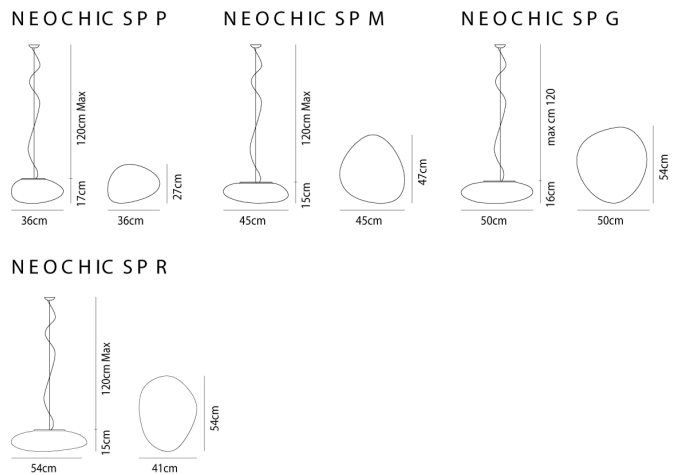 NEOCHIC SP P
120cm Max
17cm
36cm
36cm
27cm
NEOCHIC SP M
120cm Max
15cm
45cm
45cm
47cm
NEOCHIC SP G
max cm 120
16cm
50cm
50cm
54cm
NEOCHIC SP R
120cm Max
15cm
54cm
41cm
54cm